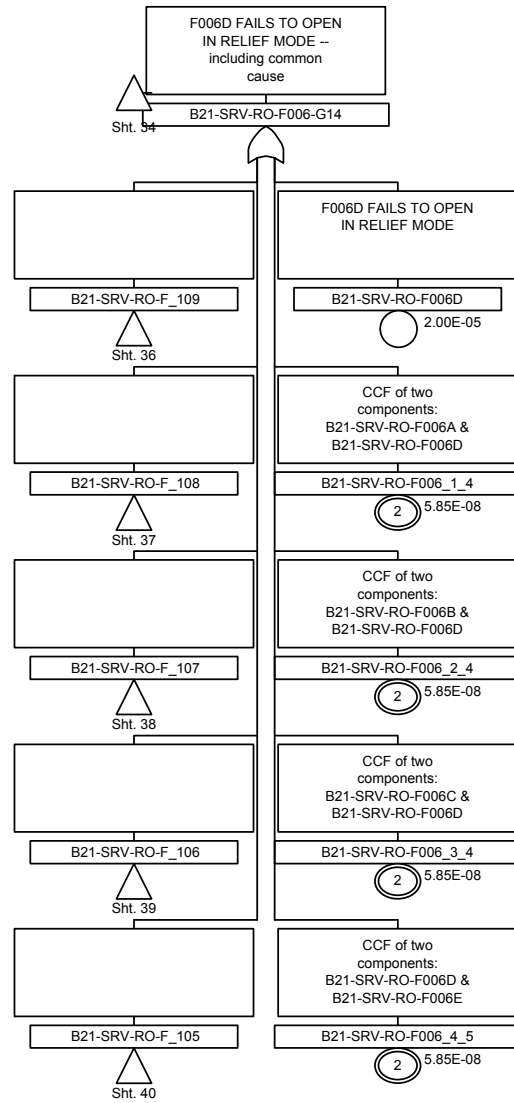 F006D FAILS TO OPEN
IN RELIEF MODE --
including common
cause
Sht. 34
B21-SRV-RO-F006-G14
B21-SRV-RO-F_109
Sht. 36
F006D FAILS TO OPEN
IN RELIEF MODE
B21-SRV-RO-F006D
2.00E-05
B21-SRV-RO-F_108
Sht. 37
CCF of two
components:
B21-SRV-RO-F006A &
B21-SRV-RO-F006D
B21-SRV-RO-F006_1_4
2
5.85E-08
B21-SRV-RO-F_107
Sht. 38
CCF of two
components:
B21-SRV-RO-F006B &
B21-SRV-RO-F006D
B21-SRV-RO-F006_2_4
2
5.85E-08
B21-SRV-RO-F_106
Sht. 39
CCF of two
components:
B21-SRV-RO-F006C &
B21-SRV-RO-F006D
B21-SRV-RO-F006_3_4
2
5.85E-08
B21-SRV-RO-F_105
Sht. 40
CCF of two
components:
B21-SRV-RO-F006D &
B21-SRV-RO-F006E
B21-SRV-RO-F006_4_5
2
5.85E-08